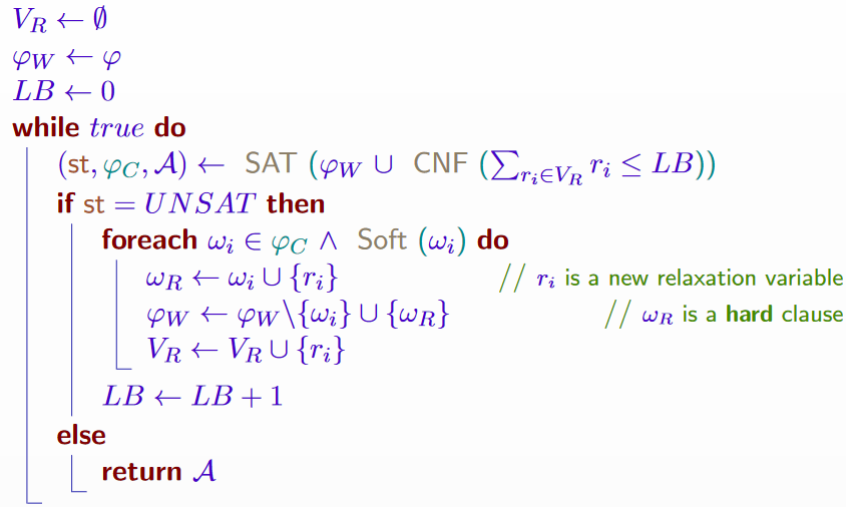 V_R ← ∅
φ_W ← φ
LB ← 0
while true do
(st, φ_C, 𝒜) ← SAT (φ_W ∪ CNF (∑_{r_i∈V_R} r_i ≤ LB))
if st = UNSAT then
foreach ω_i ∈ φ_C ∧ Soft (ω_i) do
ω_R ← ω_i ∪ {r_i} // r_i is a new relaxation variable
φ_W ← φ_W\{ω_i} ∪ {ω_R} // ω_R is a hard clause
V_R ← V_R ∪ {r_i}
LB ← LB + 1
else
return 𝒜